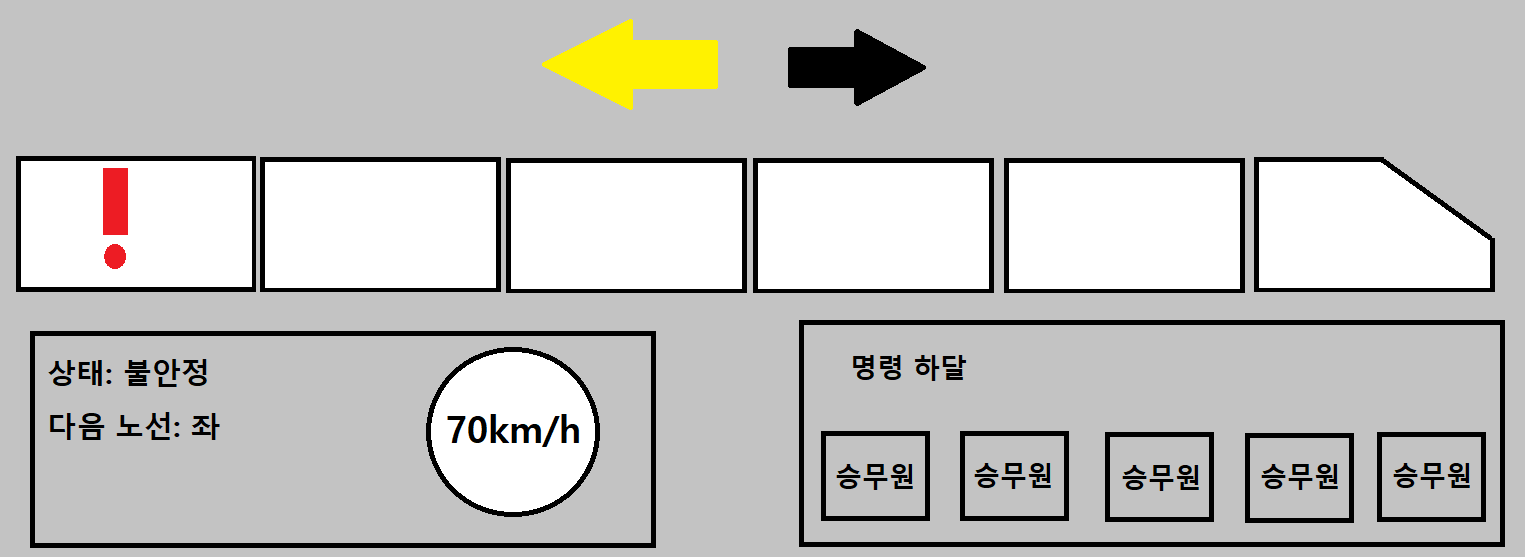 !
상태: 불안정
다음 노선: 좌
70km/h
명령 하달
승무원 승무원 승무원 승무원 승무원